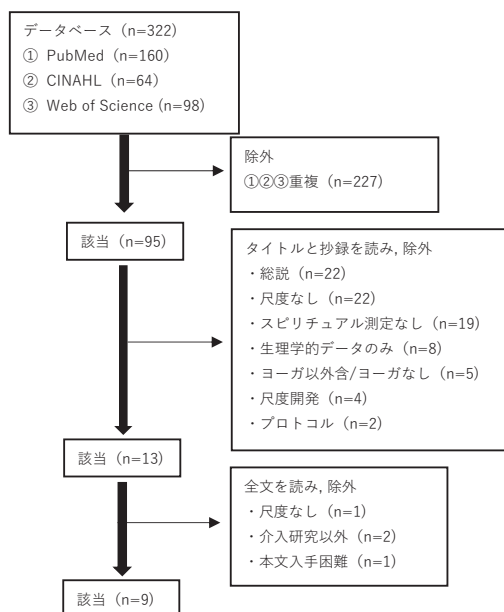 データベース（n=322）
① PubMed（n=160）
② CINAHL（n=64）
③ Web of Science (n=98）
除外
①②③重複（n=227）
該当（n=95）
タイトルと抄録を読み, 除外
・総説（n=22）
・尺度なし（n=22）
・スピリチュアル測定なし（n=19）
・生理学的データのみ（n=8）
・ヨーガ以外含/ヨーガなし（n=5）
・尺度開発（n=4）
・プロトコル（n=2）
該当（n=13）
全文を読み, 除外
・尺度なし（n=1）
・介入研究以外（n=2）
・本文入手困難（n=1）
該当（n=9）